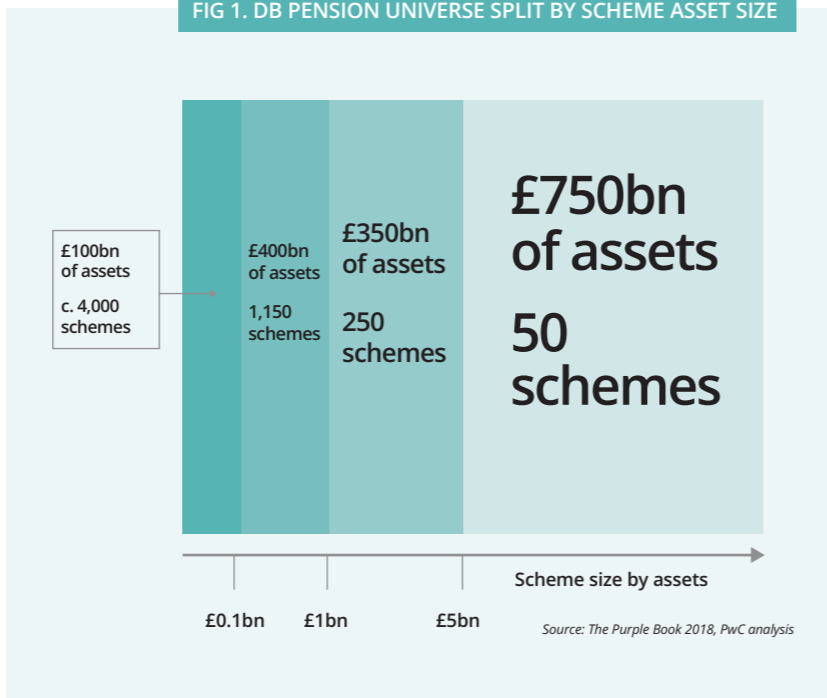 FIG 1. DB PENSION UNIVERSE SPLIT BY SCHEME ASSET SIZE
£100bn
of assets
c. 4,000
schemes
£400bn
of assets
1,150
schemes
£350bn
of assets
250
schemes
£750bn
of assets
50
schemes
Scheme size by assets
£0.1bn
£1bn
£5bn
Source: The Purple Book 2018, PwC analysis